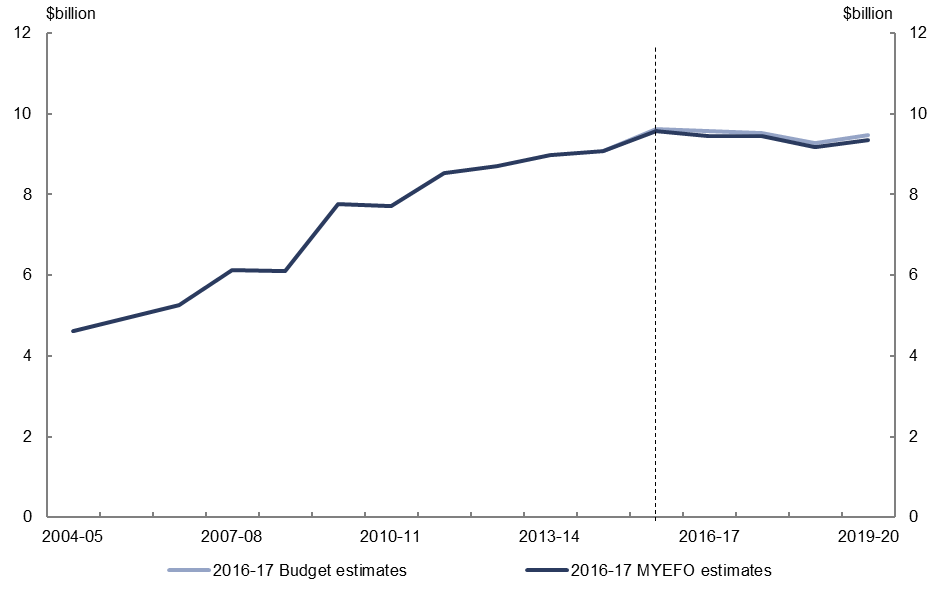 $billion $billion
12 12
10 10
8 8
6 6
4 4
2 2
0 0
2004-05 2007-08 2010-11 2013-14 2016-17 2019-20
2016-17 Budget estimates 2016-17 MYEFO estimates